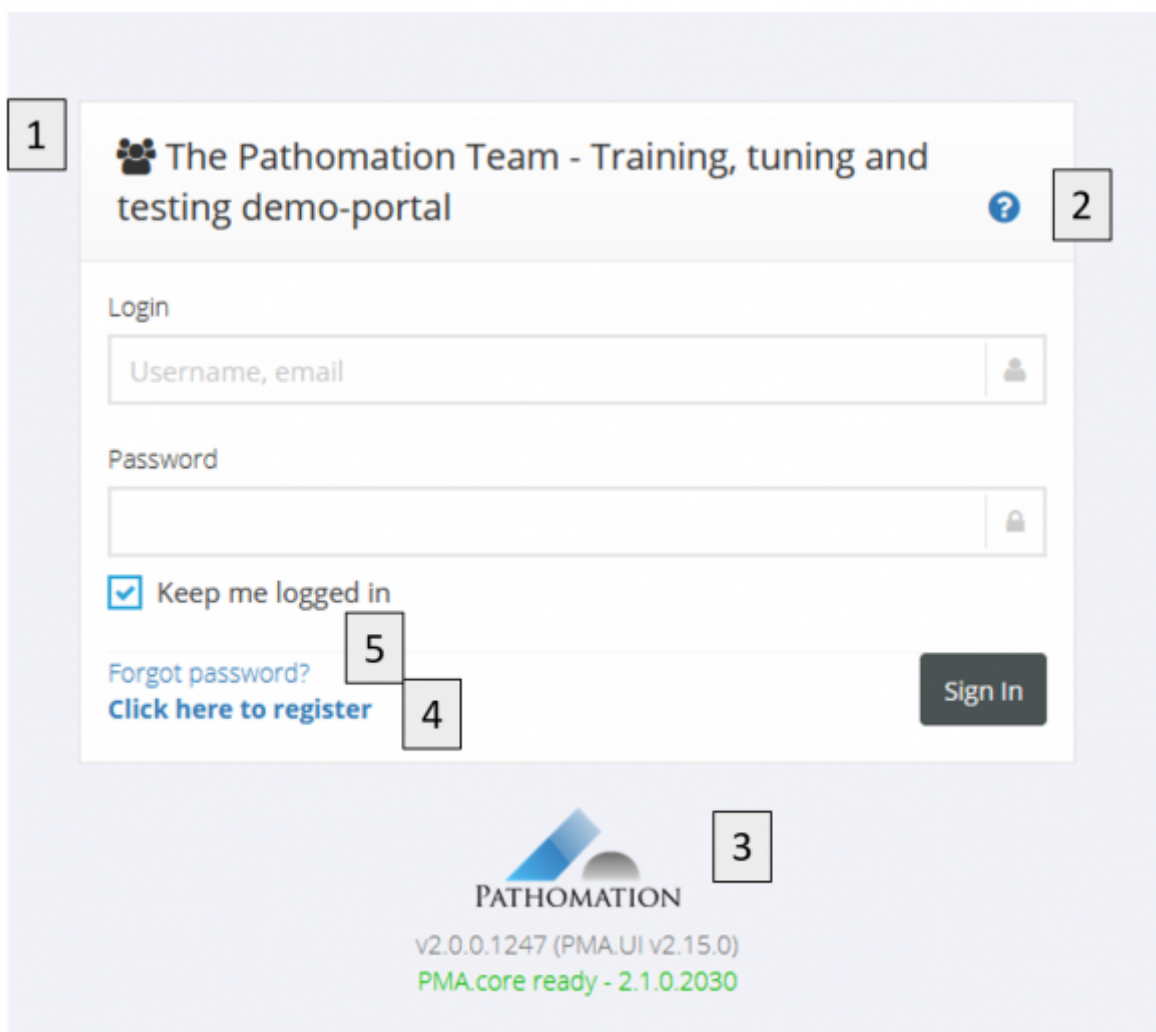 1
The Pathomation Team - Training, tuning and
testing demo-portal
2
Login
Username, email
Password
Keep me logged in
5
Forgot password?
Click here to register
4
Sign In
3
PATHOMATION
v2.0.0.1247 (PMA.UI v2.15.0)
PMA.core ready - 2.1.0.2030